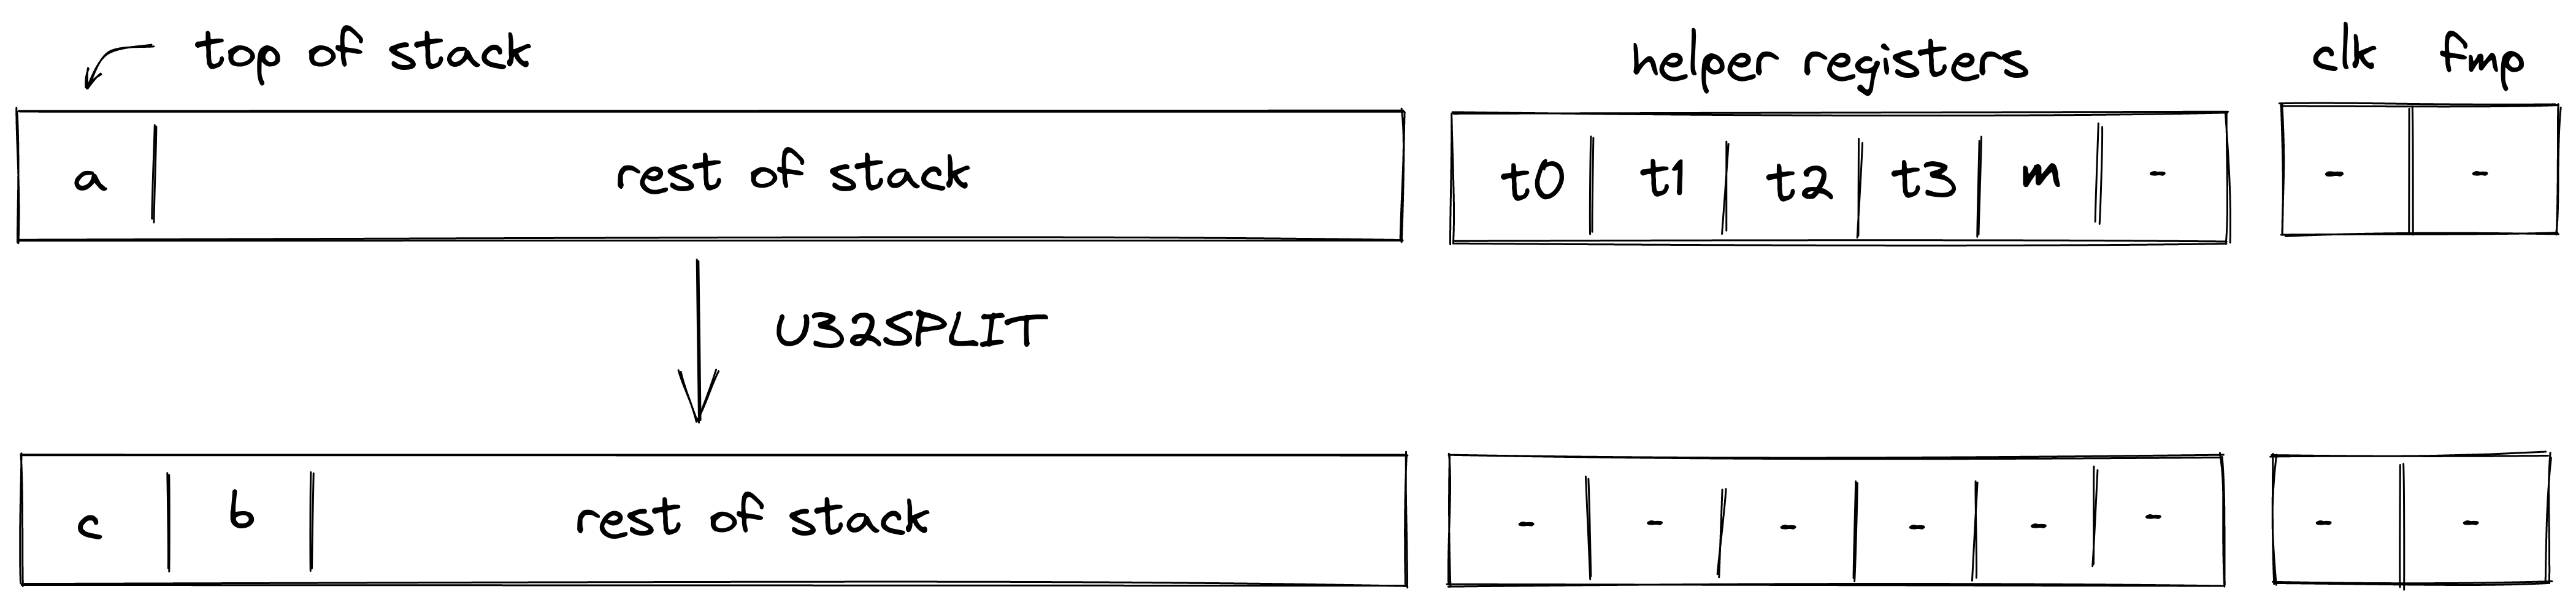 top of stack helper registers clk fmp
a rest of stack t0 t1 t2 t3 m - - -
U32SPLIT
c b rest of stack - - - - - - - -